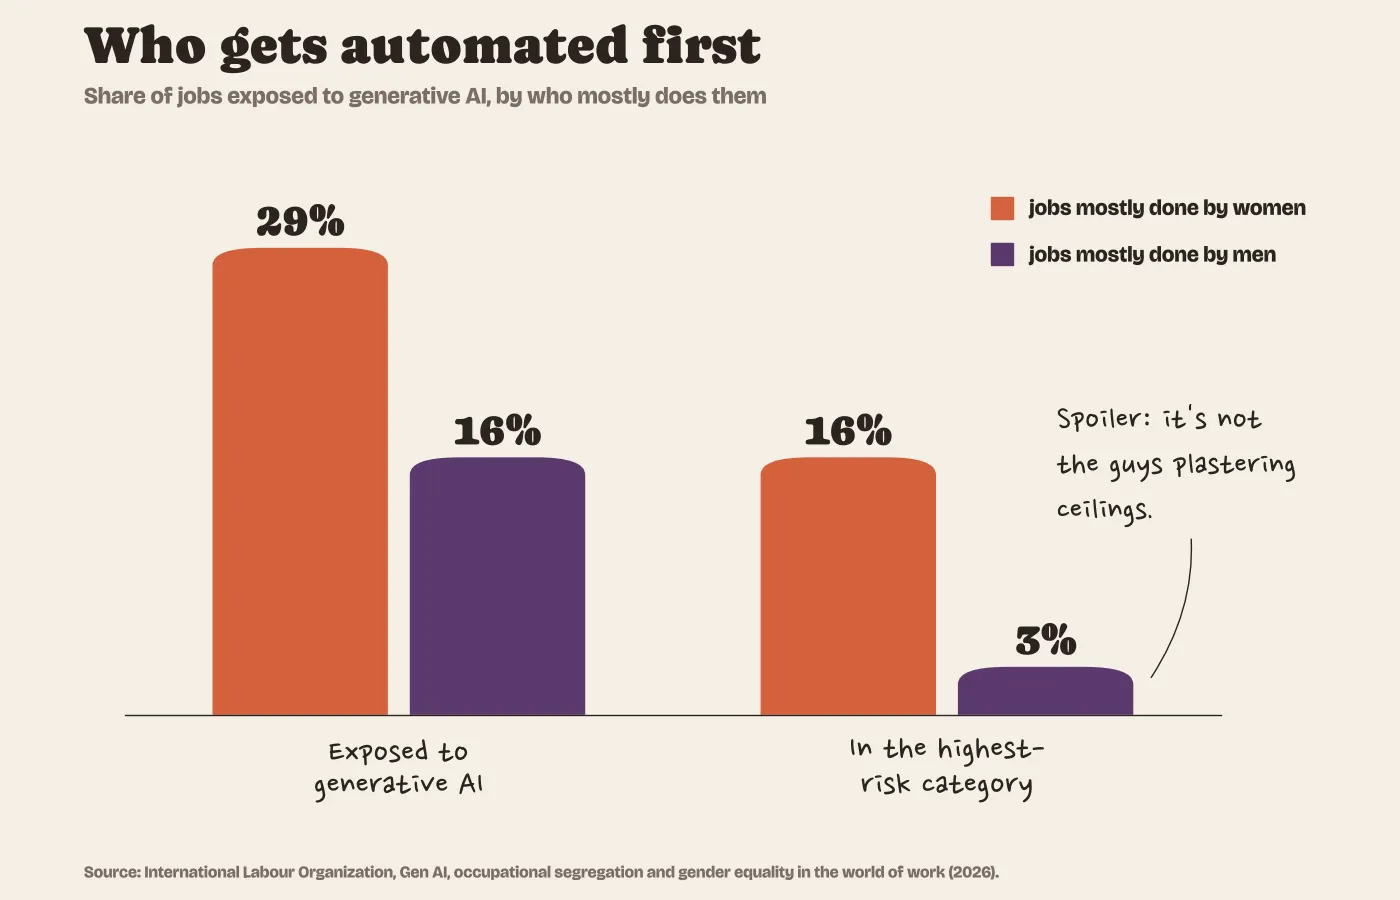 Who gets automated first
Share of jobs exposed to generative AI, by who mostly does them
jobs mostly done by women
jobs mostly done by men
29%
16%
16%
3%
Spoiler: it's not
the guys plastering
ceilings.
Exposed to
generative AI
In the highest-
risk category
Source: International Labour Organization, Gen AI, occupational segregation and gender equality in the world of work (2026).